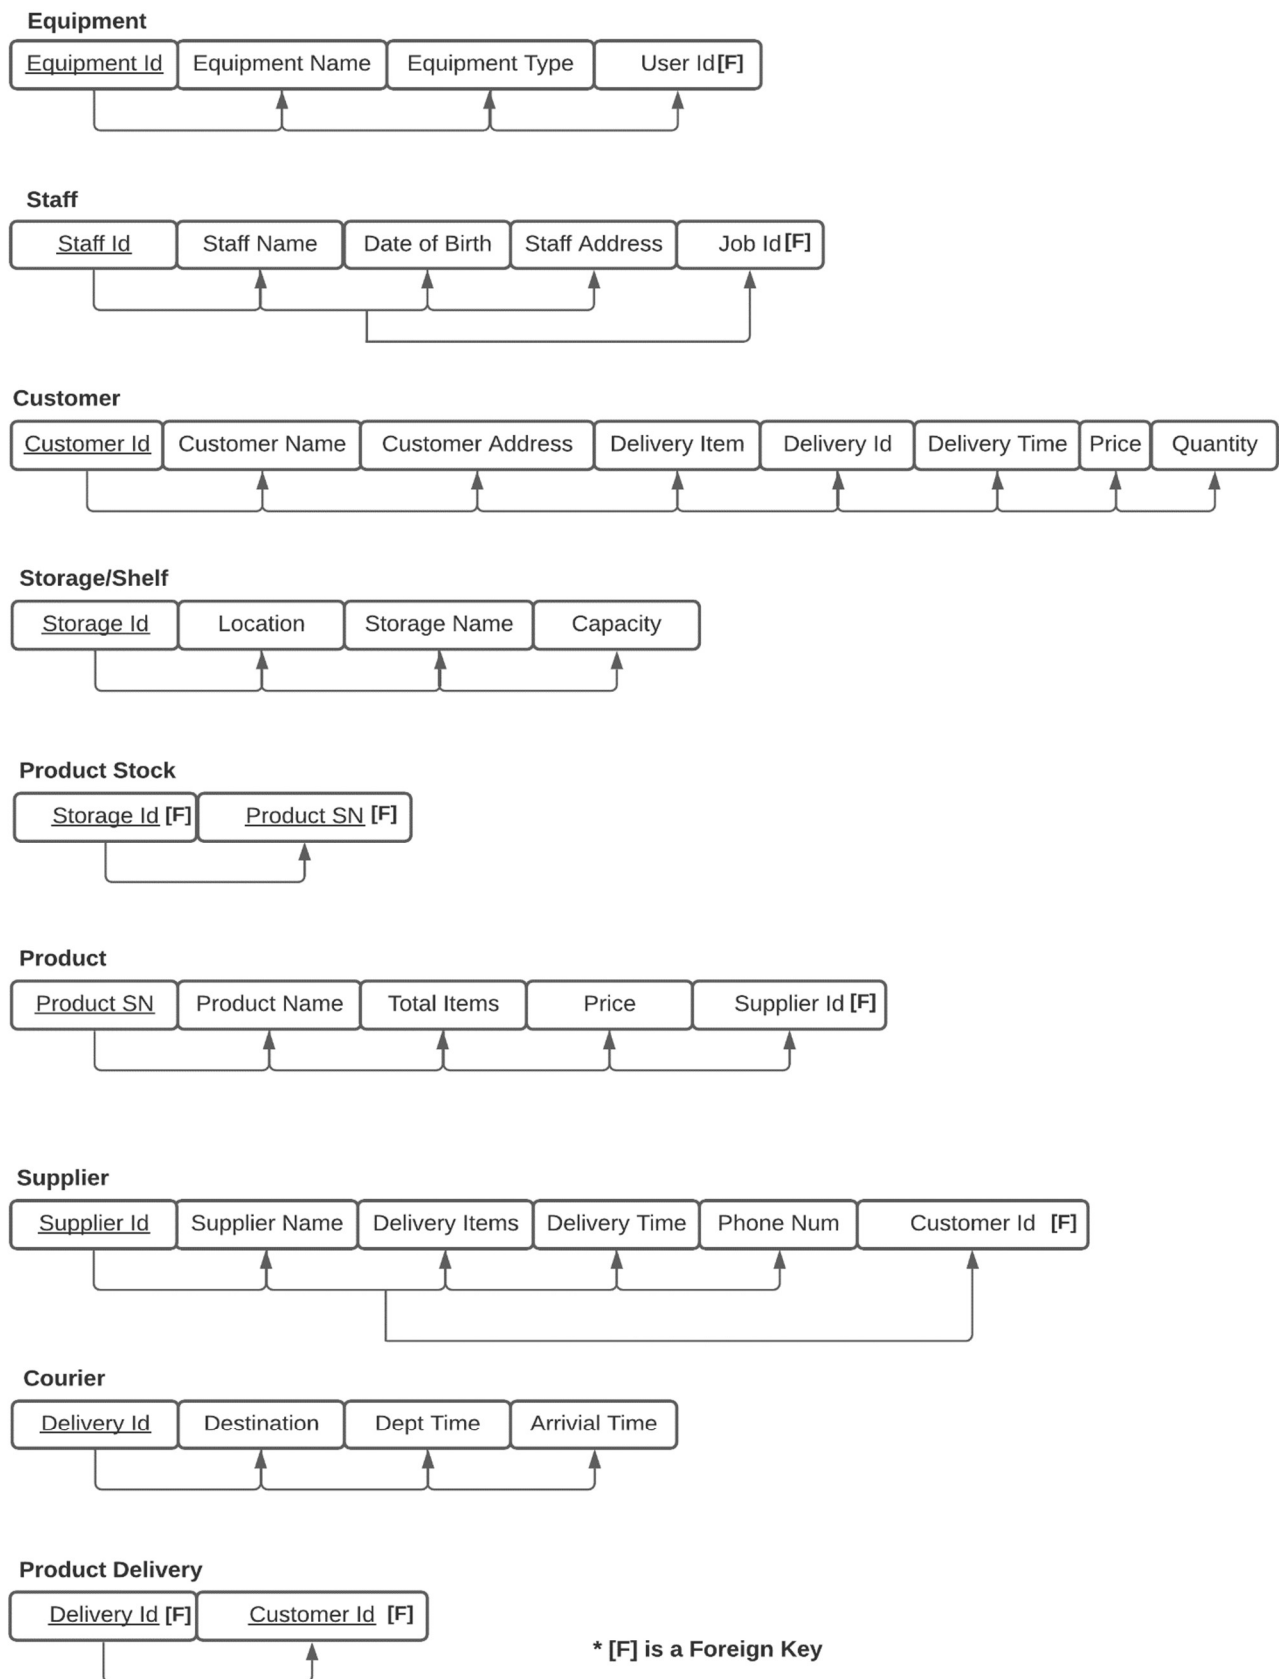 Equipment
Equipment Id Equipment Name Equipment Type User Id[F]
Staff
Staff Id Staff Name Date of Birth Staff Address Job Id[F]
Customer
Customer Id Customer Name Customer Address Delivery Item Delivery Id Delivery Time Price Quantity
Storage/Shelf
Storage Id Location Storage Name Capacity
Product Stock
Storage Id [F] Product SN [F]
Product
Product SN Product Name Total Items Price Supplier Id [F]
Supplier
Supplier Id Supplier Name Delivery Items Delivery Time Phone Num Customer Id [F]
Courier
Delivery Id Destination Dept Time Arrivial Time
Product Delivery
Delivery Id [F] Customer Id [F]
* [F] is a Foreign Key